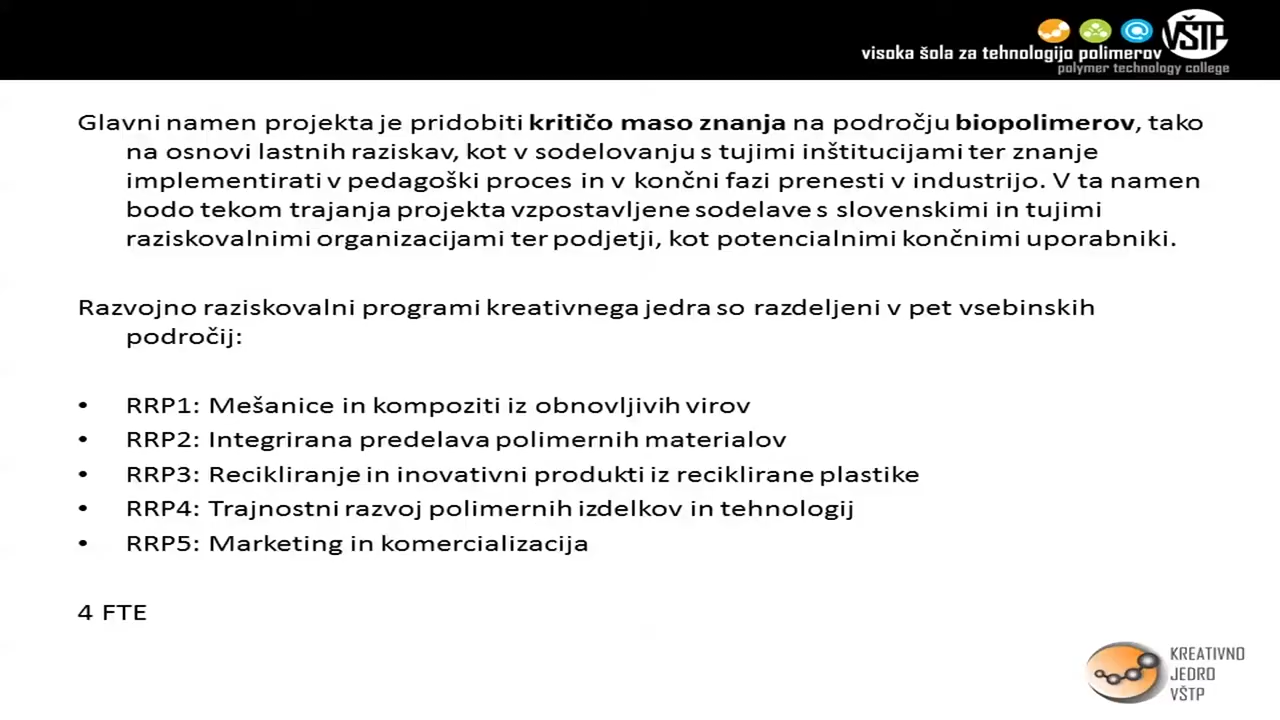 VŠTP
visoka šola za tehnologijo polimerov
polymer technology college
Glavni namen projekta je pridobiti kritičo maso znanja na področju biopolimerov, tako
na osnovi lastnih raziskav, kot v sodelovanju s tujimi inštitucijami ter znanje
implementirati v pedagoški proces in v končni fazi prenesti v industrijo. V ta namen
bodo tekom trajanja projekta vzpostavljene sodelave s slovenskimi in tujimi
raziskovalnimi organizacijami ter podjetji, kot potencialnimi končnimi uporabniki.
Razvojno raziskovalni programi kreativnega jedra so razdeljeni v pet vsebinskih
področij:
• RRP1: Mešanice in kompoziti iz obnovljivih virov
• RRP2: Integrirana predelava polimernih materialov
• RRP3: Recikliranje in inovativni produkti iz reciklirane plastike
• RRP4: Trajnostni razvoj polimernih izdelkov in tehnologij
• RRP5: Marketing in komercializacija
4 FTE
KREATIVNO
JEDRO
VŠTP